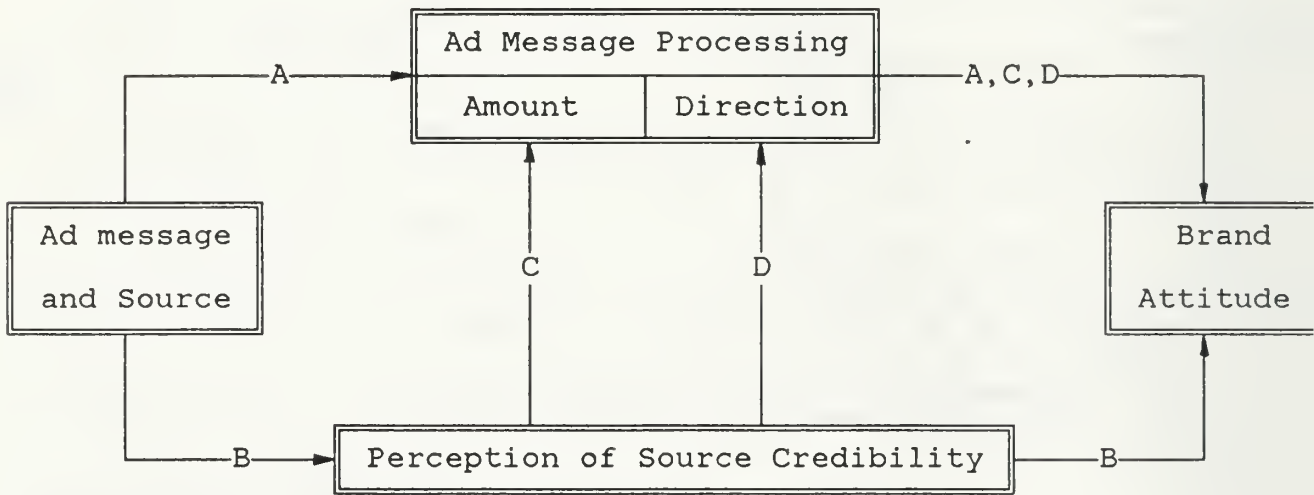 Ad Message Processing
A
A,C,D
Amount
Direction
Ad message
and Source
C
D
Brand
Attitude
B
Perception of Source Credibility
B